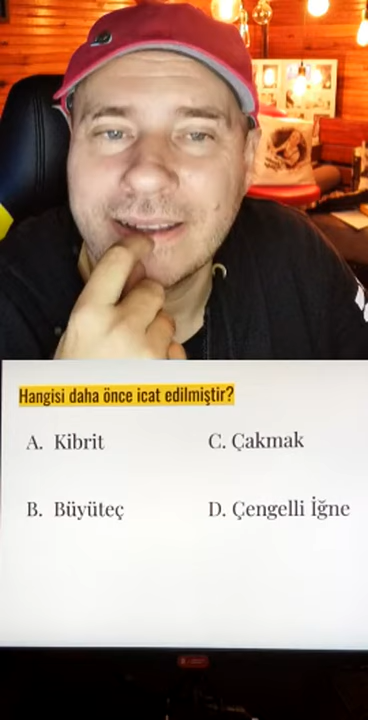 Hangisi daha önce icat edilmiştir?
A. Kibrit
C. Çakmak
B. Büyüteç
D. Çengelli İğne